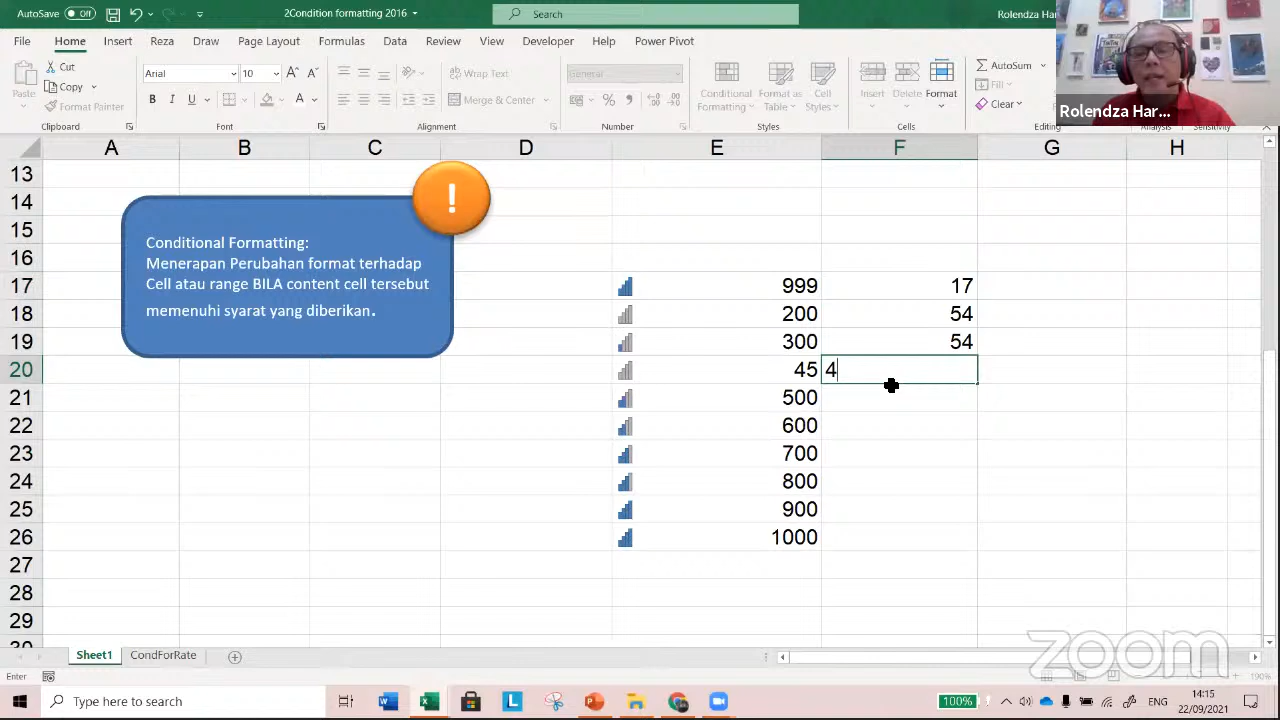 AutoSave Off
2Condition formatting 2016
Search
Rolendza Har
File Home Insert Reza Draw Page Layout Formulas Data Review View Developer Help Power Pivot
Paste
Cut
Copy
Format Painter
Clipboard
Arial 10
B I U
Font
Wrap Text
Merge & Center
Alignment
General
Number
Conditional Formatting
Format as Table
Cell Styles
Styles
Insert Delete Format
Cells
AutoSum
Fill
Clear
Editing
Analysis
Sensitivity
Rolendza Har...
A B C D E F G H
13
14
!
15
Conditional Formatting:
16
Menerapan Perubahan format terhadap
Cell atau range BILA content cell tersebut
memenuhi syarat yang diberikan.
17 999 17
18 200 54
19 300 54
20 45 4
21 500
22 600
23 700
24 800
25 900
26 1000
27
28
29
30
Sheet1 CondForRate
zoom
Enter
190%
Type here to search
100%
ENG
14:15
22/09/2021